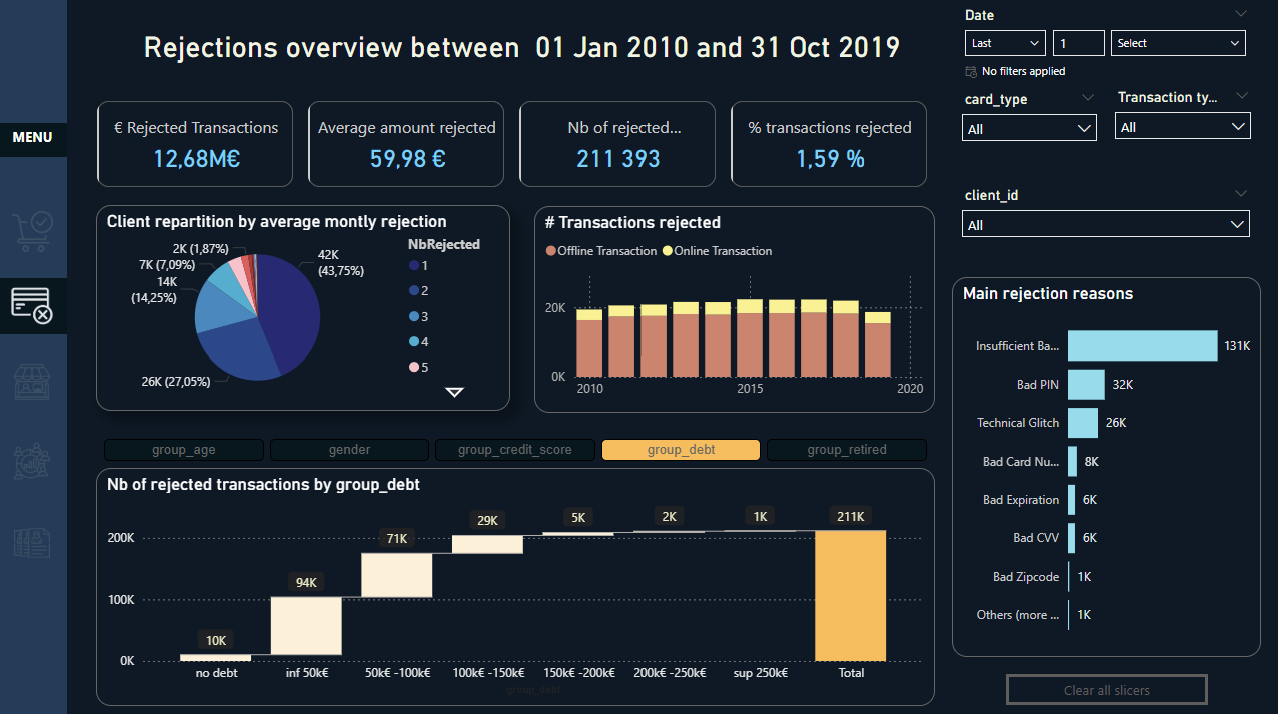 Rejections overview between 01 Jan 2010 and 31 Oct 2019
Date
Last
1
Select
No filters applied
card_type
All
Transaction ty...
All
client_id
All
MENU
€ Rejected Transactions
12,68M€
Average amount rejected
59,98 €
Nb of rejected...
211 393
% transactions rejected
1,59 %
Client repartition by average montly rejection
42K
(43,75%)
26K (27,05%)
14K
(14,25%)
7K (7,09%)
2K (1,87%)
NbRejected
1
2
3
4
5
# Transactions rejected
Offline Transaction
Online Transaction
20K
0K
2010
2015
2020
Main rejection reasons
Insufficient Ba...
131K
Bad PIN
32K
Technical Glitch
26K
Bad Card Nu...
8K
Bad Expiration
6K
Bad CVV
6K
Bad Zipcode
1K
Others (more ...
1K
group_age
gender
group_credit_score
group_debt
group_retired
Nb of rejected transactions by group_debt
200K
100K
0K
10K
94K
71K
29K
5K
2K
1K
211K
no debt
inf 50k€
50k€ -100k€
100k€ -150k€
150k€ -200k€
200k€ -250k€
sup 250k€
Total
group_debt
Clear all slicers